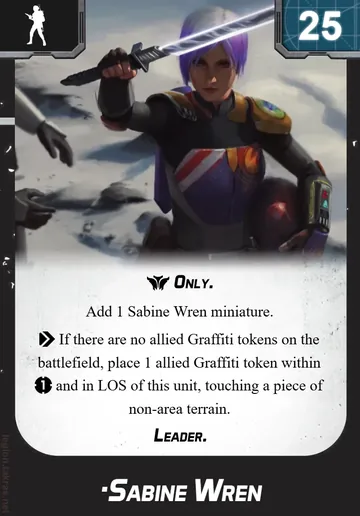 25
ONLY.
Add 1 Sabine Wren miniature.
If there are no allied Graffiti tokens on the
battlefield, place 1 allied Graffiti token within
1 and in LOS of this unit, touching a piece of
non-area terrain.
LEADER.
·SABINE WREN